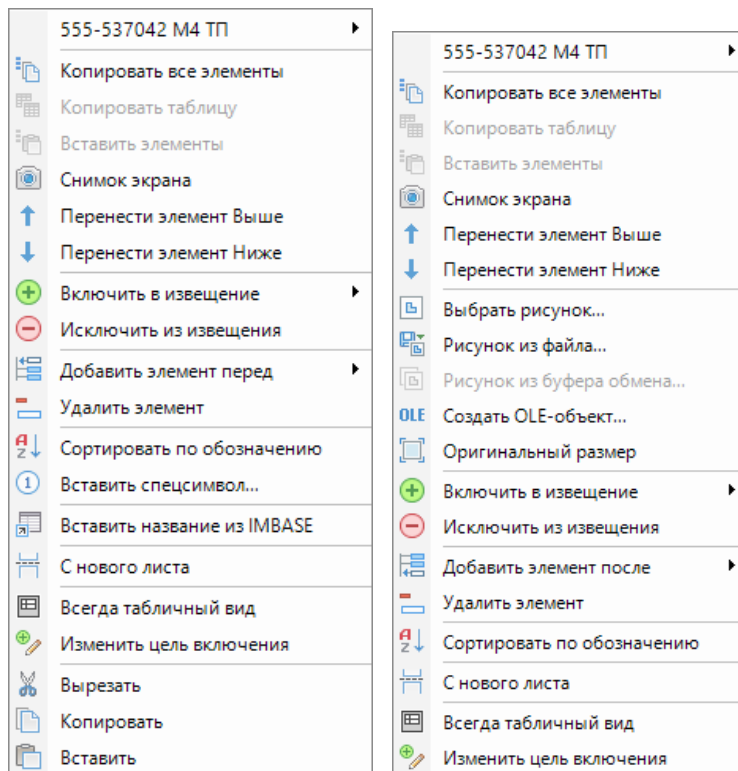 555-537042 М4 ТП
Копировать все элементы
Копировать таблицу
Вставить элементы
Снимок экрана
Перенести элемент Выше
Перенести элемент Ниже
Включить в извещение
Исключить из извещения
Добавить элемент перед
Удалить элемент
Сортировать по обозначению
Вставить спецсимвол...
Вставить название из IMBASE
С нового листа
Всегда табличный вид
Изменить цель включения
Вырезать
Копировать
Вставить
555-537042 М4 ТП
Копировать все элементы
Копировать таблицу
Вставить элементы
Снимок экрана
Перенести элемент Выше
Перенести элемент Ниже
Выбрать рисунок...
Рисунок из файла...
Рисунок из буфера обмена...
OLE Создать OLE-объект...
Оригинальный размер
Включить в извещение
Исключить из извещения
Добавить элемент после
Удалить элемент
Сортировать по обозначению
С нового листа
Всегда табличный вид
Изменить цель включения